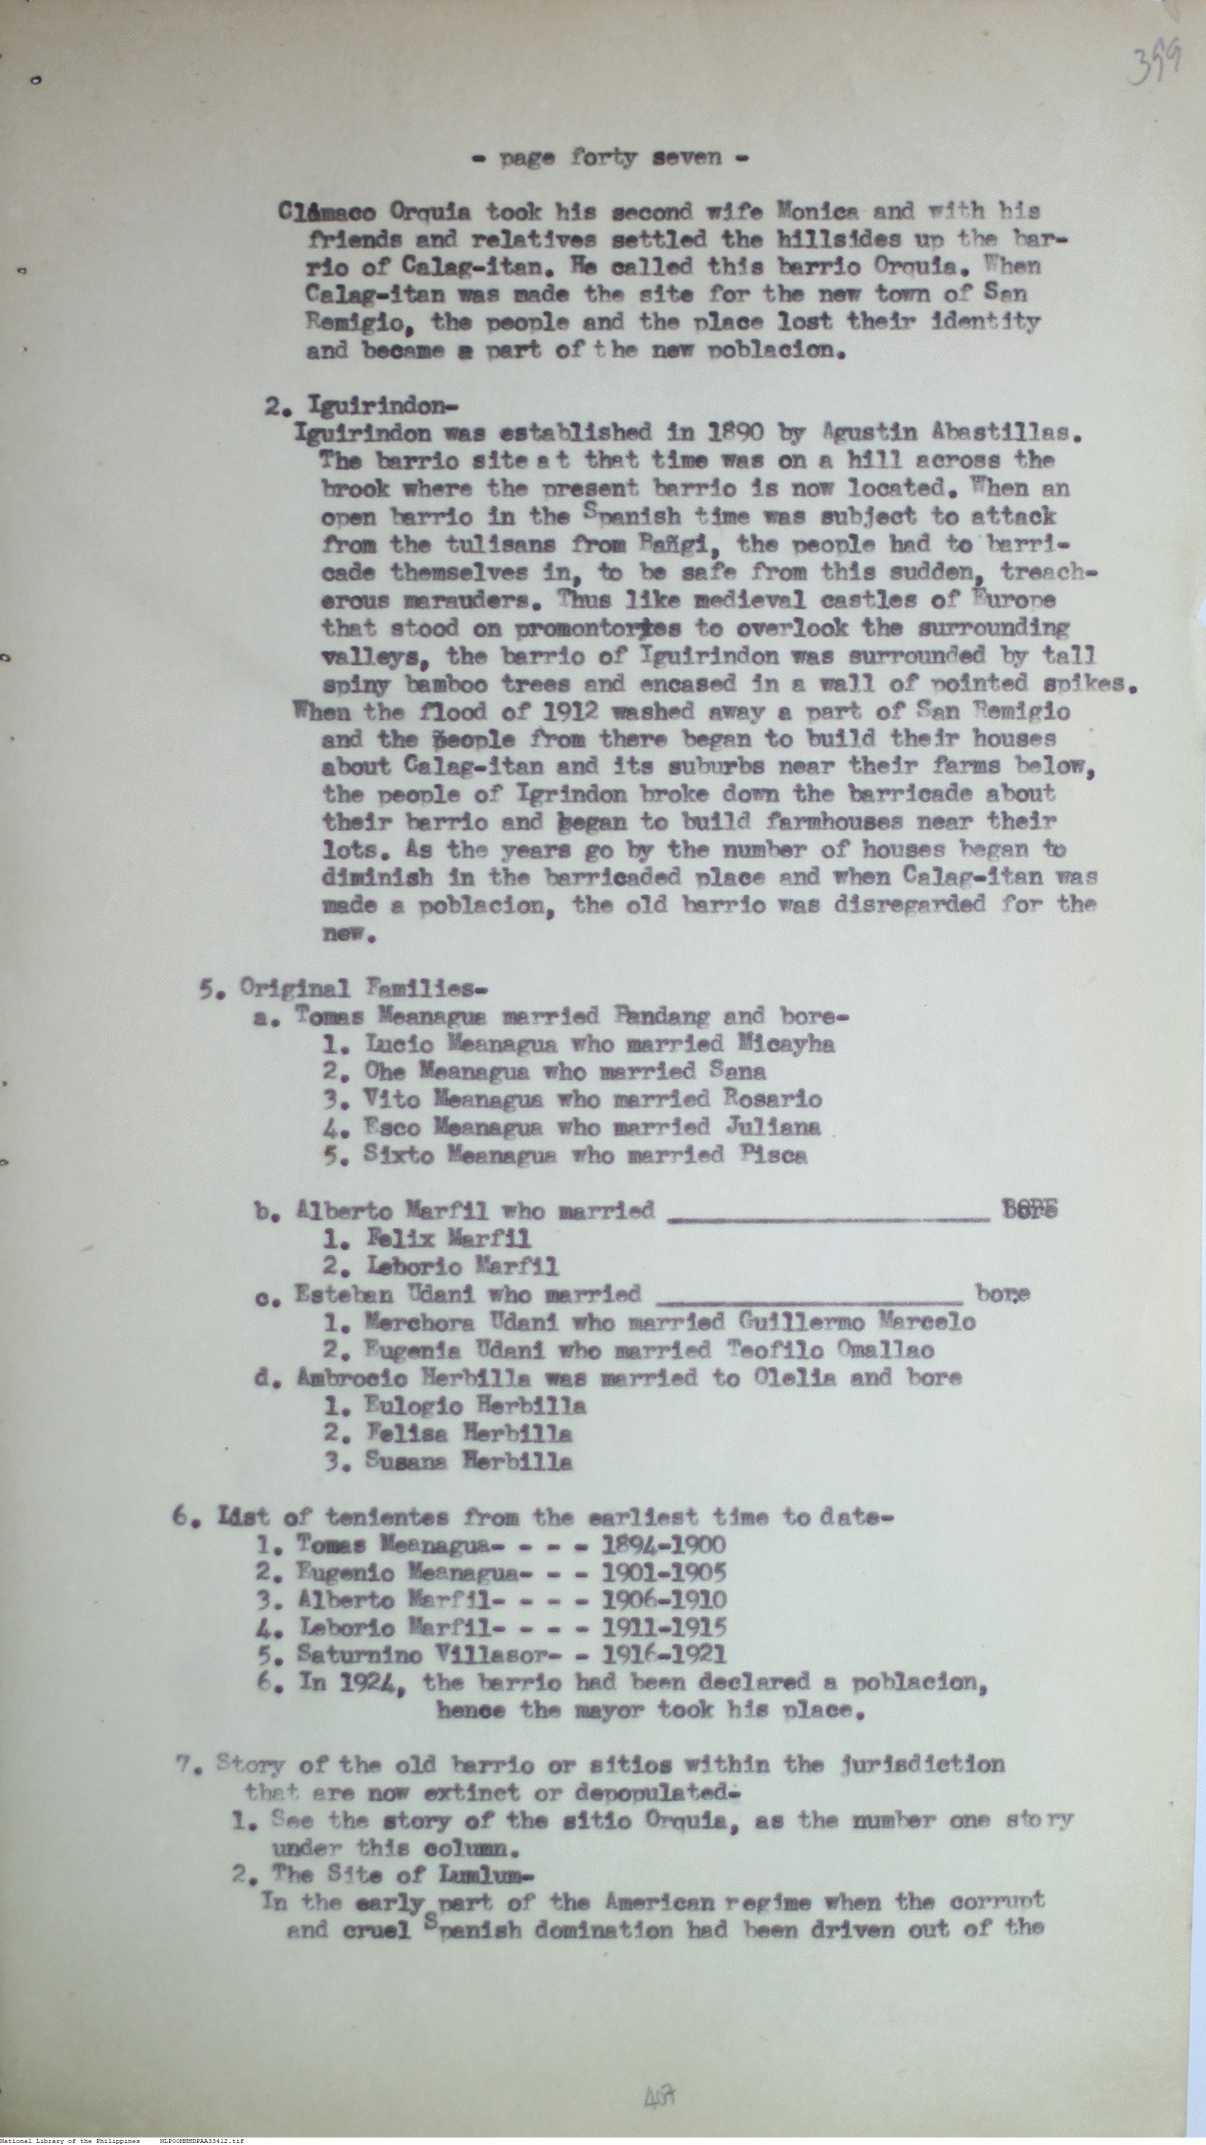 399
- page forty seven -
Climaco Orquia took his second wife Monica and with his
friends and relatives settled the hillsides up the bar-
rio of Calag-itan. He called this barrio Orquia. When
Calag-itan was made the site for the new town of San
Remigio, the people and the place lost their identity
and became a part of the new poblacion.
2. Iguirindon-
Iguirindon was established in 1890 by Agustin Abastillas.
The barrio site at that time was on a hill across the
brook where the present barrio is now located. When an
open barrio in the Spanish time was subject to attack
from the tulisans from Bañgi, the people had to barri-
cade themselves in, to be safe from this sudden, treach-
erous marauders. Thus like medieval castles of Europe
that stood on promontories to overlook the surrounding
valleys, the barrio of Iguirindon was surrounded by tall
spiny bamboo trees and encased in a wall of pointed spikes.
When the flood of 1912 washed away a part of San Remigio
and the people from there began to build their houses
about Calag-itan and its suburbs near their farms below,
the people of Igrindon broke down the barricade about
their barrio and began to build farmhouses near their
lots. As the years go by the number of houses began to
diminish in the barricaded place and when Calag-itan was
made a poblacion, the old barrio was disregarded for the
new.
5. Original Families-
a. Tomas Meanagua married Pandang and bore-
1. Lucio Meanagua who married Micayha
2. Ohe Meanagua who married Sana
3. Vito Meanagua who married Rosario
4. Esco Meanagua who married Juliana
5. Sixto Meanagua who married Pisca
b. Alberto Marfil who married ____________________ bore
1. Felix Marfil
2. Leborio Marfil
c. Esteban Udani who married ____________________ bore
1. Merchora Udani who married Guillermo Marcelo
2. Eugenia Udani who married Teofilo Omallao
d. Ambrocio Herbilla was married to Olelia and bore
1. Eulogio Herbilla
2. Felisa Herbilla
3. Susana Herbilla
6. List of tenientes from the earliest time to date-
1. Tomas Meanagua- - - - 1894-1900
2. Eugenio Meanagua- - - 1901-1905
3. Alberto Marfil- - - - 1906-1910
4. Leborio Marfil- - - - 1911-1915
5. Saturnino Villasor- - 1916-1921
6. In 1924, the barrio had been declared a poblacion,
hence the mayor took his place.
7. Story of the old barrio or sitios within the jurisdiction
that are now extinct or depopulated-
1. See the story of the sitio Orquia, as the number one story
under this column.
2. The Site of Lumlum-
In the early part of the American regime when the corrupt
and cruel Spanish domination had been driven out of the
407
National Library of the Philippines